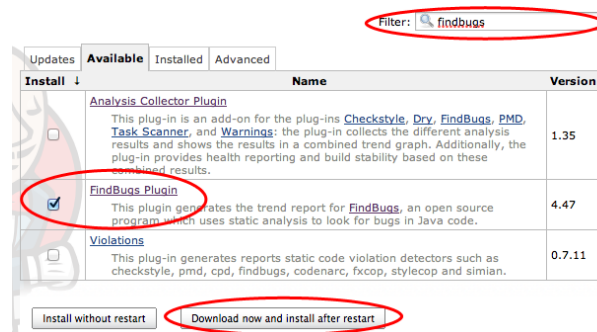 Filter: findbugs
Updates Available Installed Advanced
Install ↓ Name Version
Analysis Collector Plugin
This plug-in is an add-on for the plug-ins Checkstyle, Dry, FindBugs, PMD,
Task Scanner, and Warnings: the plug-in collects the different analysis
results and shows the results in a combined trend graph. Additionally, the
plug-in provides health reporting and build stability based on these
combined results.
1.35
FindBugs Plugin
This plugin generates the trend report for FindBugs, an open source
program which uses static analysis to look for bugs in Java code.
4.47
Violations
This plug-in generates reports static code violation detectors such as
checkstyle, pmd, cpd, findbugs, codenarc, fxcop, stylecop and simian.
0.7.11
Install without restart Download now and install after restart